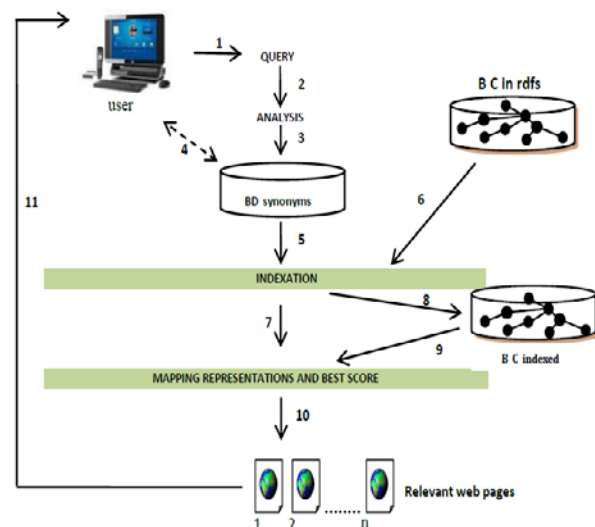 1
QUERY
user
2
B C in rdfs
ANALYSIS
4
3
11
BD synonyms
6
5
INDEXATION
8
7
9
B C indexed
MAPPING REPRESENTATIONS AND BEST SCORE
10
Relevant web pages
1 2 ........ n